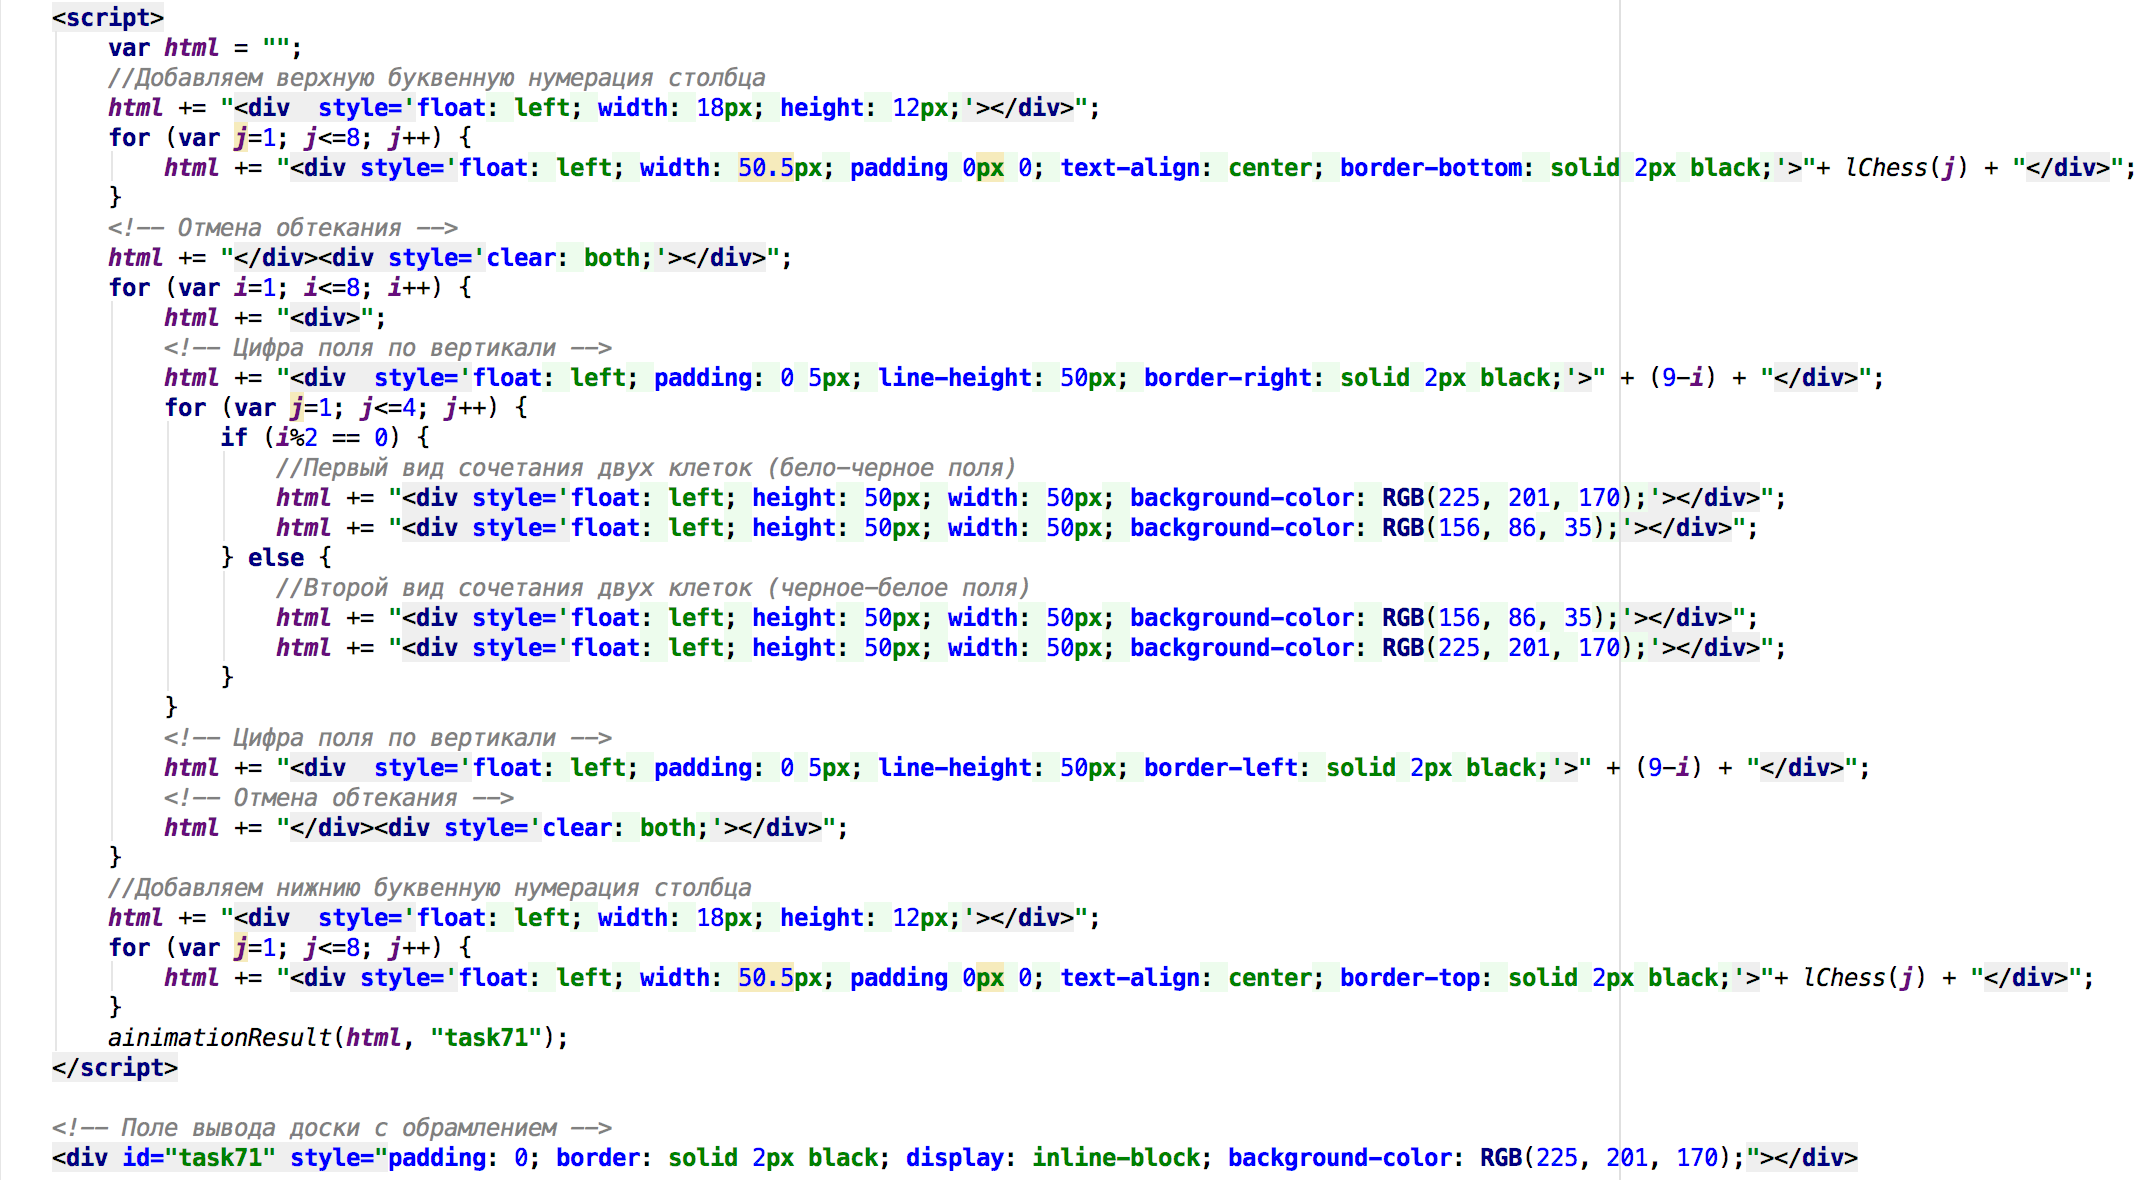 <script>
var html = "";
//Добавляем верхную буквенную нумерация столбца
html += "<div  style='float: left; width: 18px; height: 12px;'></div>";
for (var j=1; j<=8; j++) {
html += "<div style='float: left; width: 50.5px; padding 0px 0; text-align: center; border-bottom: solid 2px black;'>"+ lChess(j) + "</div>";
}
<!-- Отмена обтекания -->
html += "</div><div style='clear: both;'></div>";
for (var i=1; i<=8; i++) {
html += "<div>";
<!-- Цифра поля по вертикали -->
html += "<div  style='float: left; padding: 0 5px; line-height: 50px; border-right: solid 2px black;'>" + (9-i) + "</div>";
for (var j=1; j<=4; j++) {
if (i%2 == 0) {
//Первый вид сочетания двух клеток (бело-черное поля)
html += "<div style='float: left; height: 50px; width: 50px; background-color: RGB(225, 201, 170);'></div>";
html += "<div style='float: left; height: 50px; width: 50px; background-color: RGB(156, 86, 35);'></div>";
} else {
//Второй вид сочетания двух клеток (черное-белое поля)
html += "<div style='float: left; height: 50px; width: 50px; background-color: RGB(156, 86, 35);'></div>";
html += "<div style='float: left; height: 50px; width: 50px; background-color: RGB(225, 201, 170);'></div>";
}
}
<!-- Цифра поля по вертикали -->
html += "<div  style='float: left; padding: 0 5px; line-height: 50px; border-left: solid 2px black;'>" + (9-i) + "</div>";
<!-- Отмена обтекания -->
html += "</div><div style='clear: both;'></div>";
}
//Добавляем нижнию буквенную нумерация столбца
html += "<div  style='float: left; width: 18px; height: 12px;'></div>";
for (var j=1; j<=8; j++) {
html += "<div style='float: left; width: 50.5px; padding 0px 0; text-align: center; border-top: solid 2px black;'>"+ lChess(j) + "</div>";
}
ainimationResult(html, "task71");
</script>
<!-- Поле вывода доски с обрамлением -->
<div id="task71" style="padding: 0; border: solid 2px black; display: inline-block; background-color: RGB(225, 201, 170);"></div>